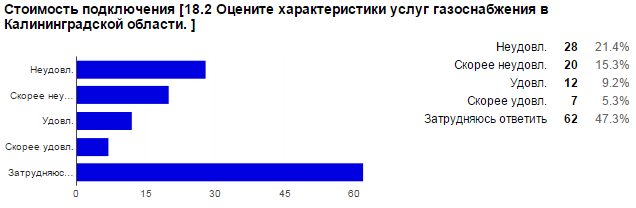 Стоимость подключения [18.2 Оцените характеристики услуг газоснабжения в
Калининградской области. ]
Неудовл. 28 21.4%
Скорее неудовл. 20 15.3%
Удовл. 12 9.2%
Скорее удовл. 7 5.3%
Затрудняюсь ответить 62 47.3%
Неудовл.
Скорее неу...
Удовл.
Скорее удовл.
Затрудняюс...
0 15 30 45 60